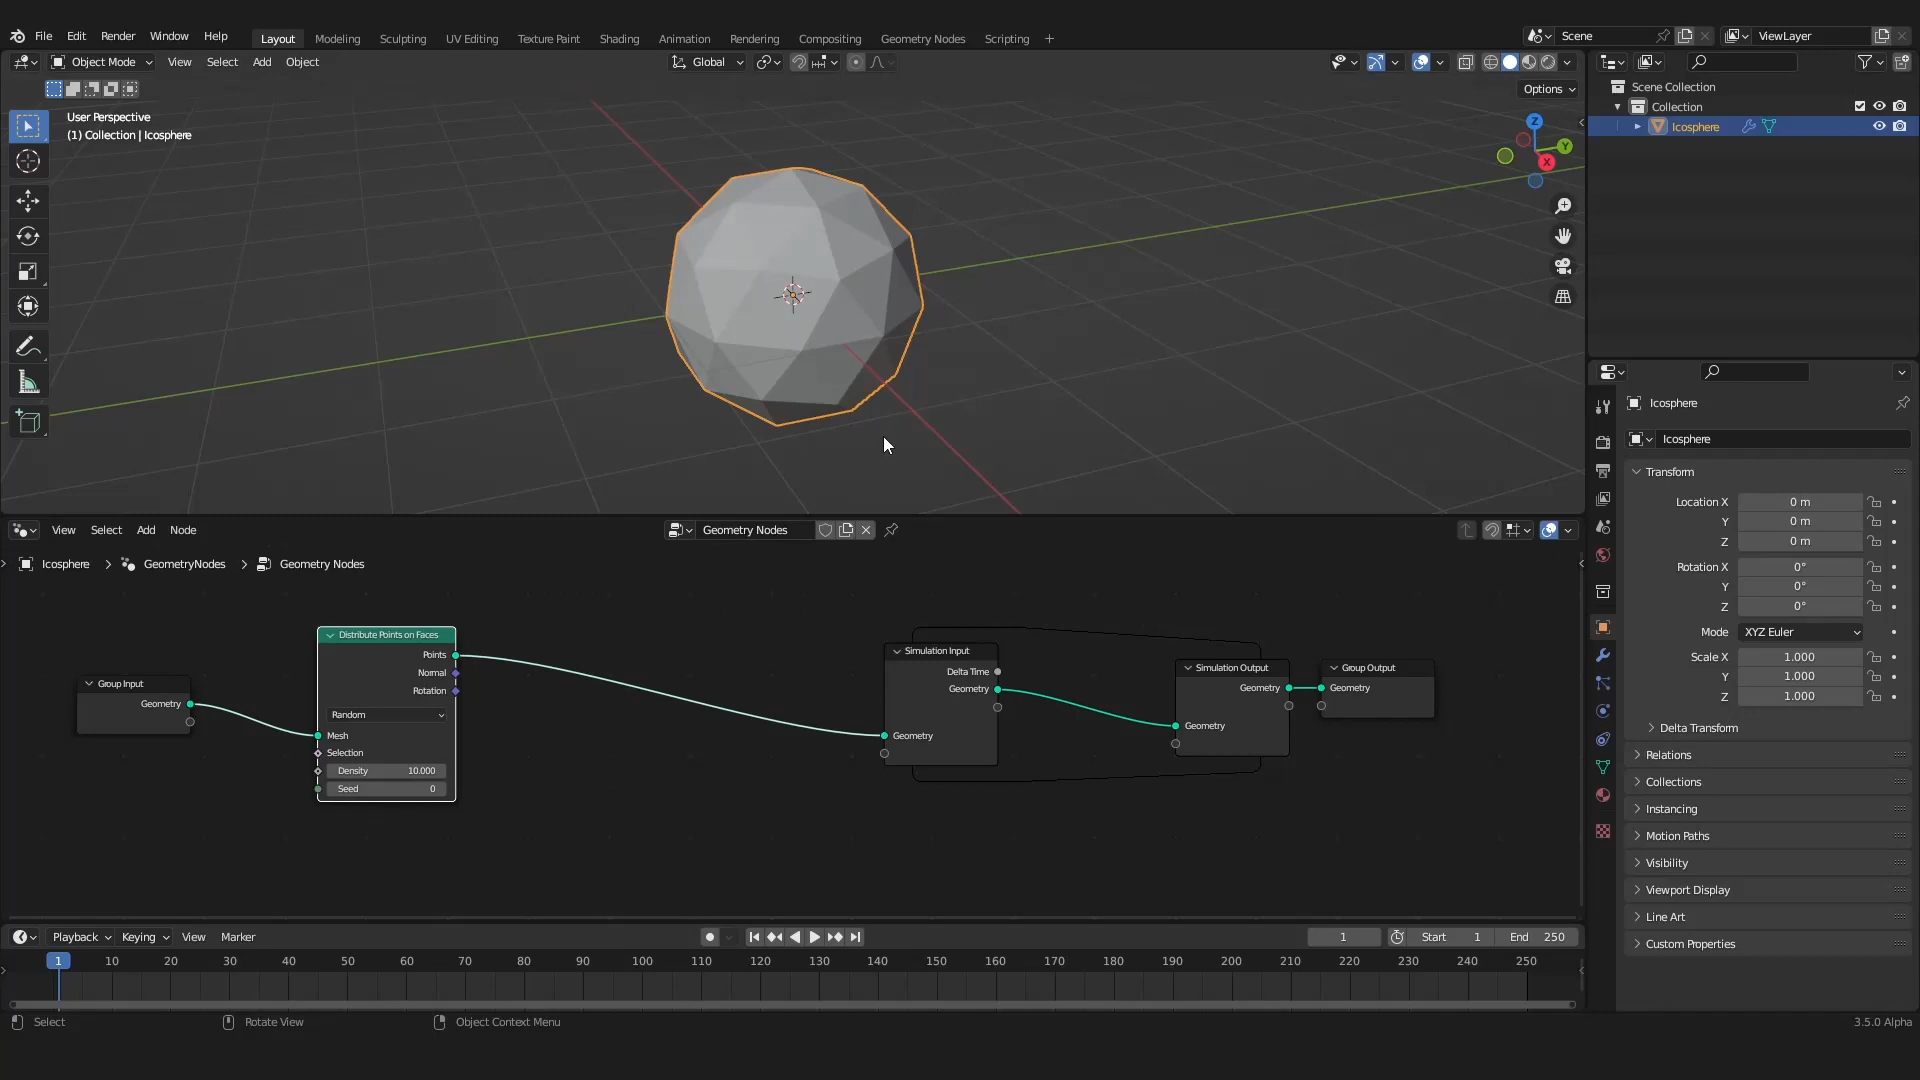 File Edit Render Window Help Layout Modeling Sculpting UV Editing Texture Paint Shading Animation Rendering Compositing Geometry Nodes Scripting +
Scene
ViewLayer
Object Mode View Select Add Object
Global
Options
User Perspective
(1) Collection | Icosphere
Z
Y
X
Scene Collection
Collection
Icosphere
Icosphere
Icosphere
Transform
Location X 0 m
Y 0 m
Z 0 m
Rotation X 0°
Y 0°
Z 0°
Mode XYZ Euler
Scale X 1.000
Y 1.000
Z 1.000
Delta Transform
Relations
Collections
Instancing
Motion Paths
Visibility
Viewport Display
Line Art
Custom Properties
View Select Add Node
Geometry Nodes
Icosphere > GeometryNodes > Geometry Nodes
Group Input
Geometry
Distribute Points on Faces
Points
Normal
Rotation
Random
Mesh
Selection
Density 10.000
Seed 0
Simulation Input
Delta Time
Geometry
Geometry
Simulation Output
Geometry
Geometry
Group Output
Geometry
Playback Keying View Marker
1
Start 1 End 250
1 10 20 30 40 50 60 70 80 90 100 110 120 130 140 150 160 170 180 190 200 210 220 230 240 250
Select Rotate View Object Context Menu
3.5.0 Alpha